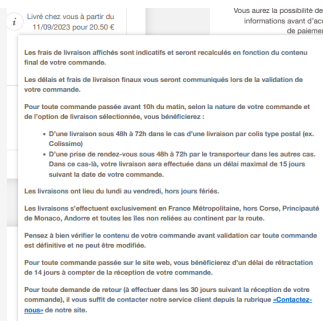 Livré chez vous à partir du
11/09/2023 pour 20.50 €
Vous aurez la possibilité de
informations avant d'acc
de paiemen
i
Les frais de livraison affichés sont indicatifs et seront recalculés en fonction du contenu
final de votre commande.
Les délais et frais de livraison finaux vous seront communiqués lors de la validation de
votre commande.
Pour toute commande passée avant 10h du matin, selon la nature de votre commande et
de l'option de livraison sélectionnée, vous bénéficierez :
• D'une livraison sous 48h à 72h dans le cas d'une livraison par colis type postal (ex.
Colissimo)
• D'une prise de rendez-vous sous 48h à 72h par le transporteur dans les autres cas.
Dans ce cas-là, votre livraison sera effectuée dans un délai maximal de 15 jours
suivant la date de votre commande.
Les livraisons ont lieu du lundi au vendredi, hors jours fériés.
Les livraisons s'effectuent exclusivement en France Métropolitaine, hors Corse, Principauté
de Monaco, Andorre et toutes les îles non reliées au continent par la route.
Pensez à bien vérifier le contenu de votre commande avant validation car toute commande
est définitive et ne peut être modifiée.
Pour toute commande passée sur le site web, vous bénéficierez d'un délai de rétractation
de 14 jours à compter de la réception de votre commande.
Pour toute demande de retour (à effectuer dans les 30 jours suivant la réception de votre
commande), il vous suffit de contacter notre service client depuis la rubrique «Contactez-
nous» de notre site.